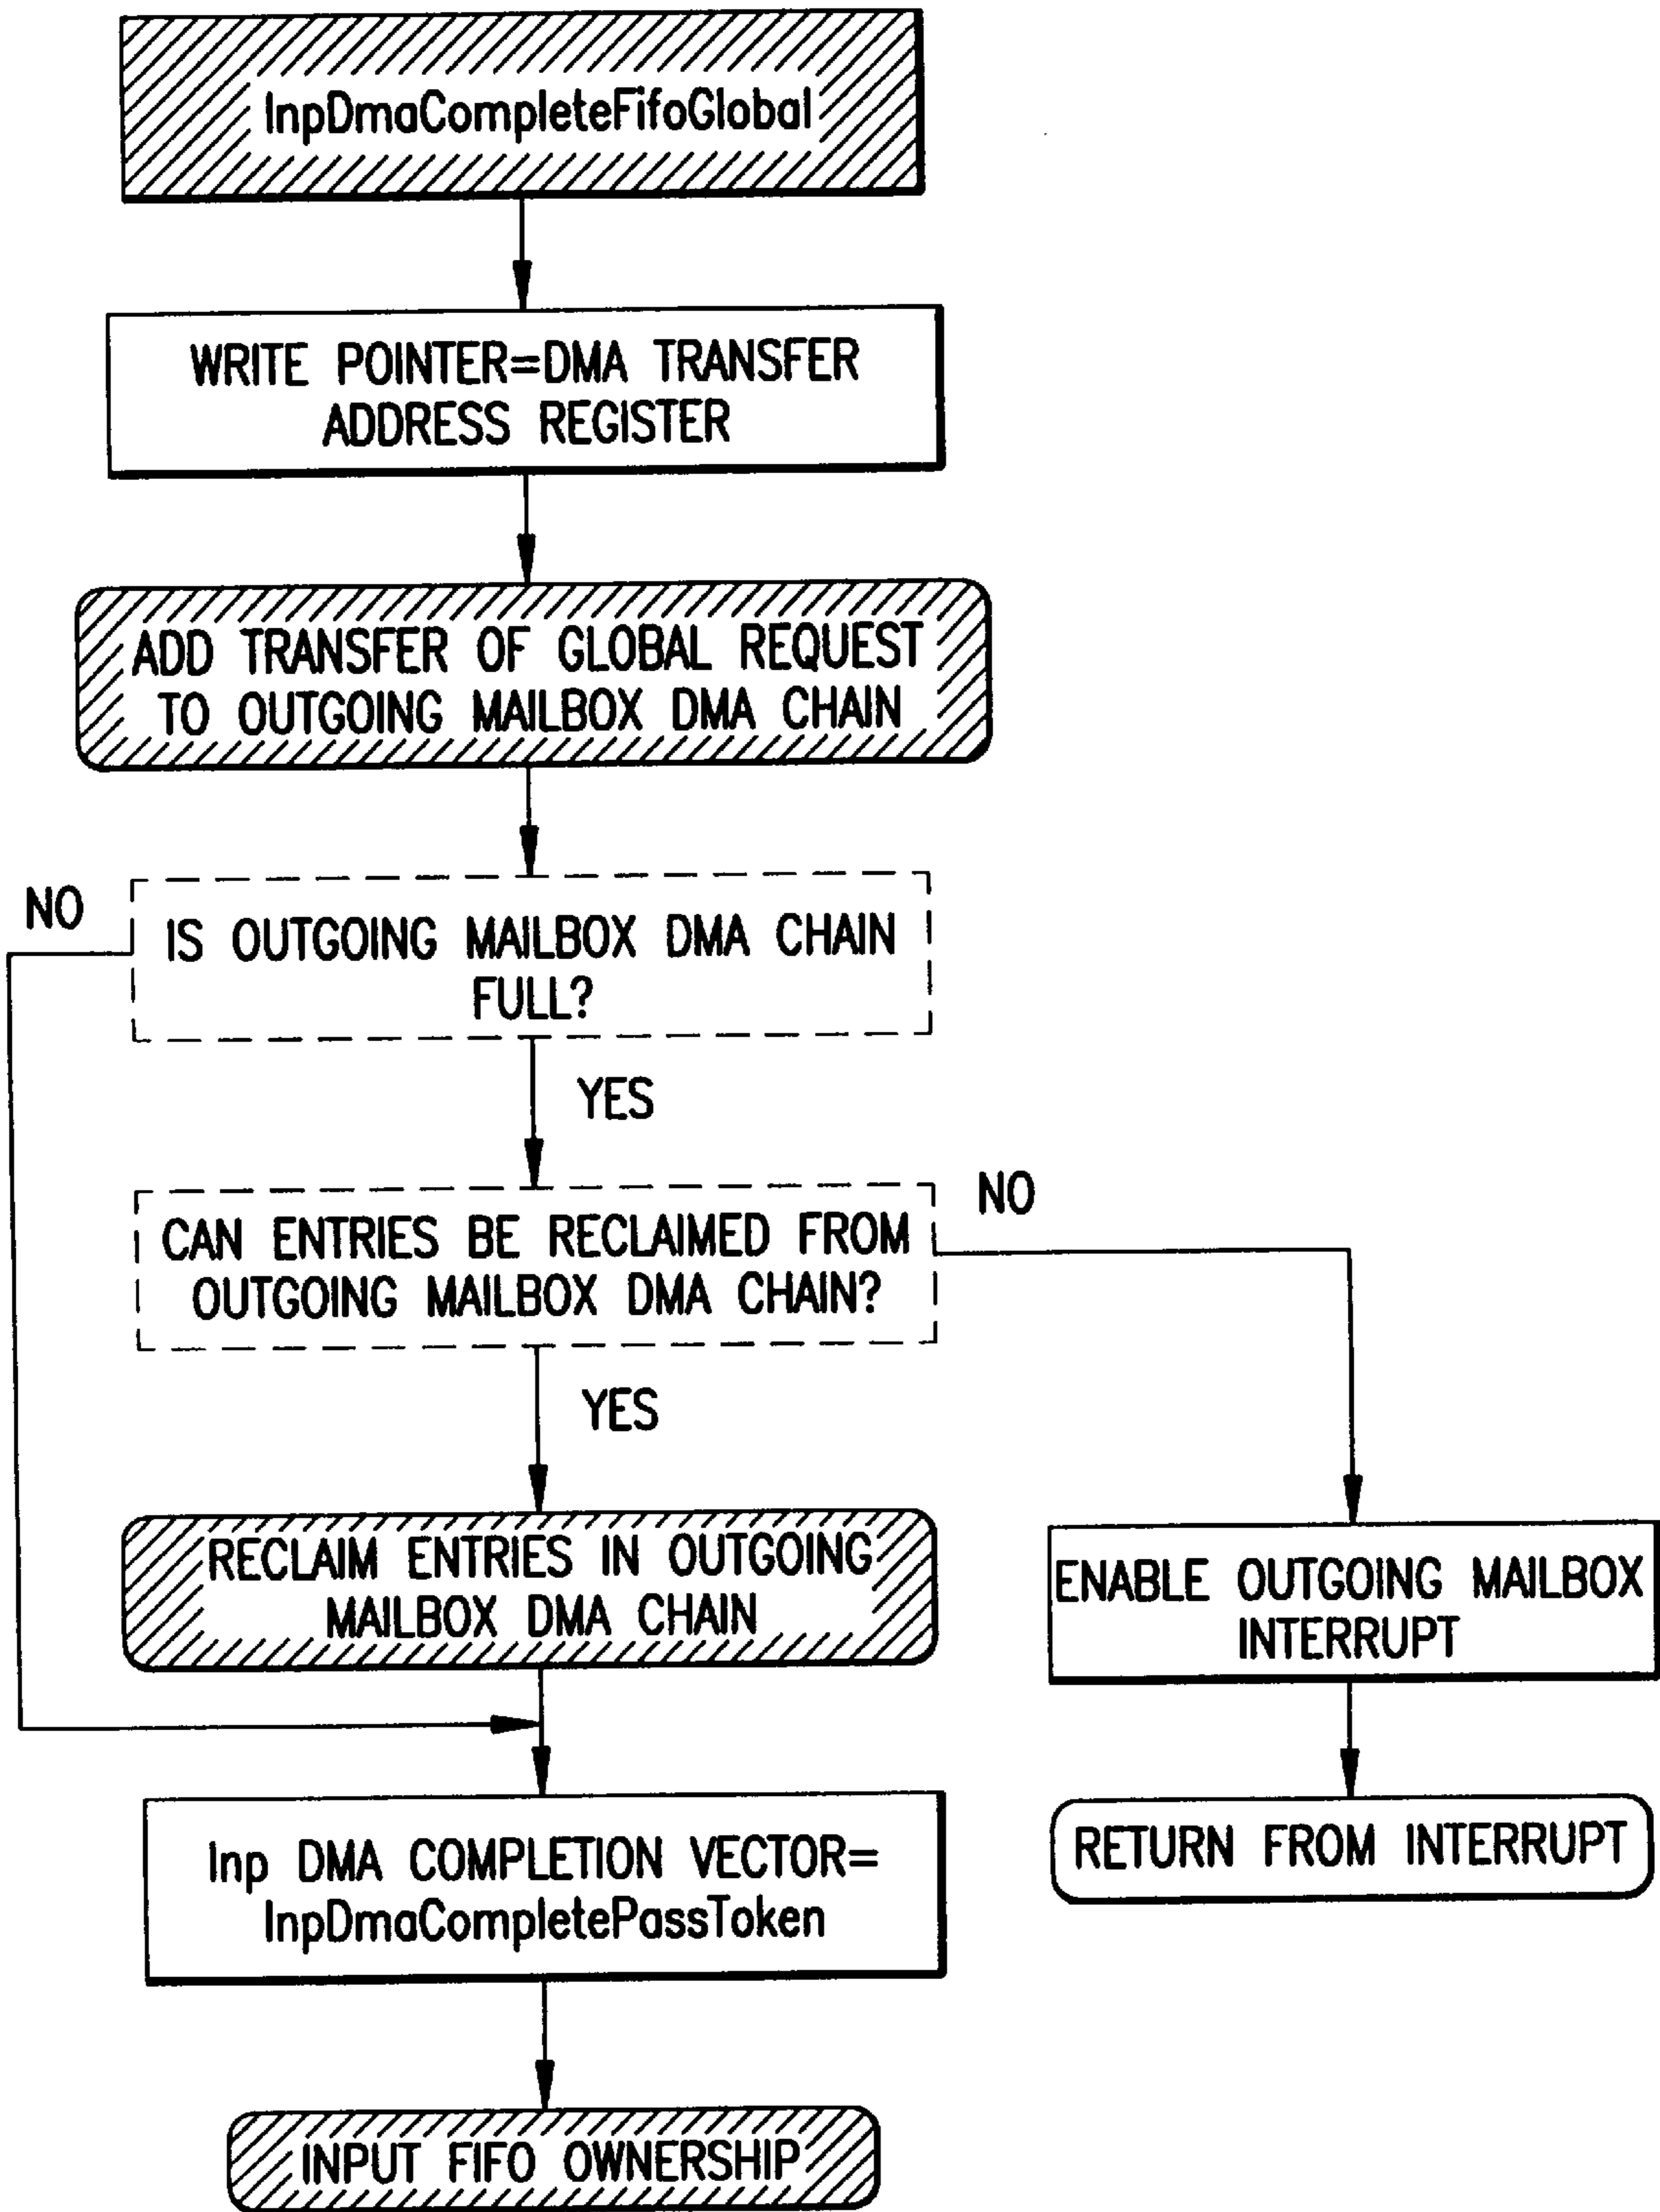 InpDmaCompleteFifoGlobal
WRITE POINTER=DMA TRANSFER
ADDRESS REGISTER
ADD TRANSFER OF GLOBAL REQUEST
TO OUTGOING MAILBOX DMA CHAIN
NO
IS OUTGOING MAILBOX DMA CHAIN
FULL?
YES
CAN ENTRIES BE RECLAIMED FROM
OUTGOING MAILBOX DMA CHAIN?
NO
YES
RECLAIM ENTRIES IN OUTGOING
MAILBOX DMA CHAIN
ENABLE OUTGOING MAILBOX
INTERRUPT
Inp DMA COMPLETION VECTOR=
InpDmaCompletePassToken
RETURN FROM INTERRUPT
INPUT FIFO OWNERSHIP